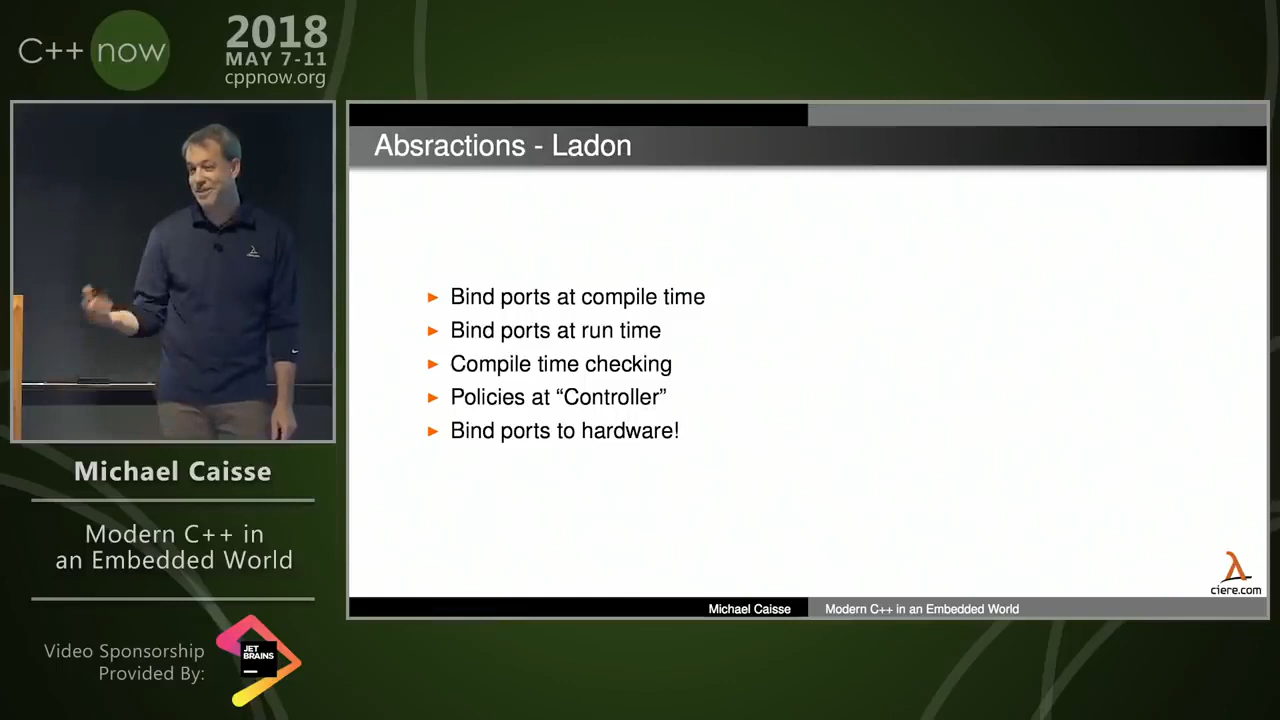 C++ now
2018
MAY 7-11
cppnow.org
Absractions - Ladon
Bind ports at compile time
Bind ports at run time
Compile time checking
Policies at “Controller”
Bind ports to hardware!
λ
ciere.com
Michael Caisse
Modern C++ in an Embedded World
Michael Caisse
Modern C++ in
an Embedded World
Video Sponsorship
Provided By:
JET
BRAINS